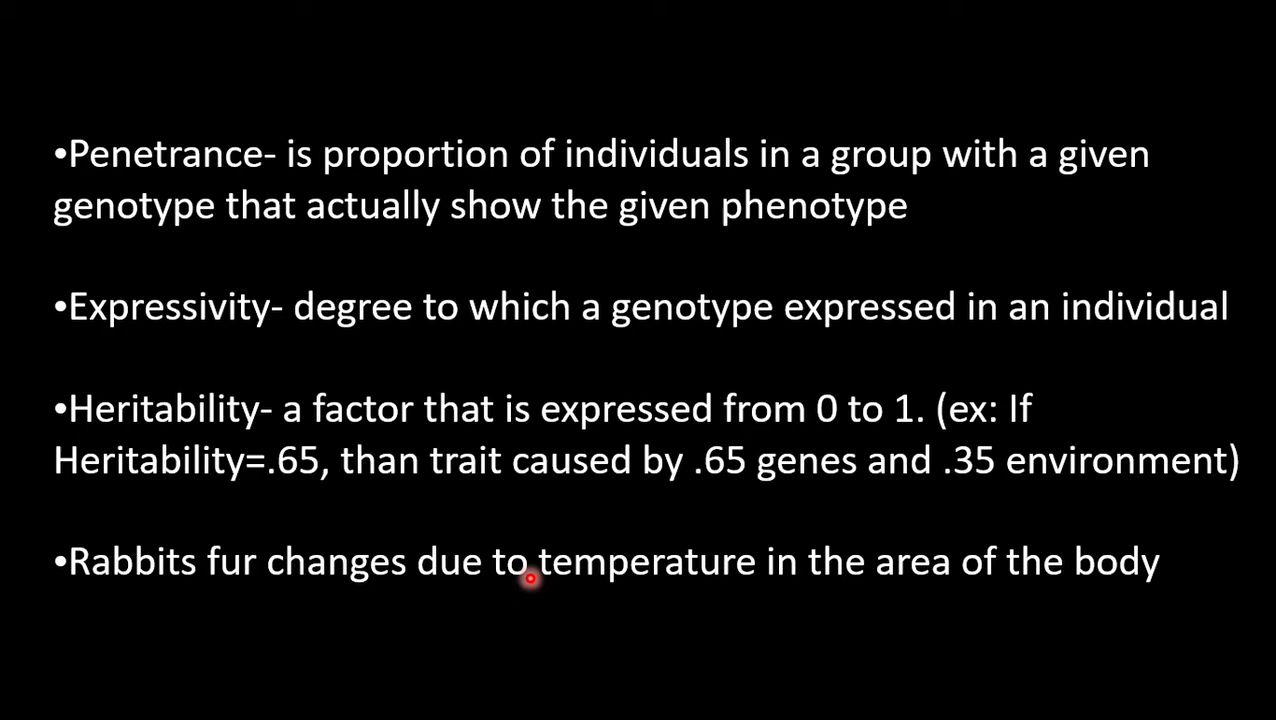 •Penetrance- is proportion of individuals in a group with a given
genotype that actually show the given phenotype
•Expressivity- degree to which a genotype expressed in an individual
•Heritability- a factor that is expressed from 0 to 1. (ex: If
Heritability=.65, than trait caused by .65 genes and .35 environment)
•Rabbits fur changes due to temperature in the area of the body